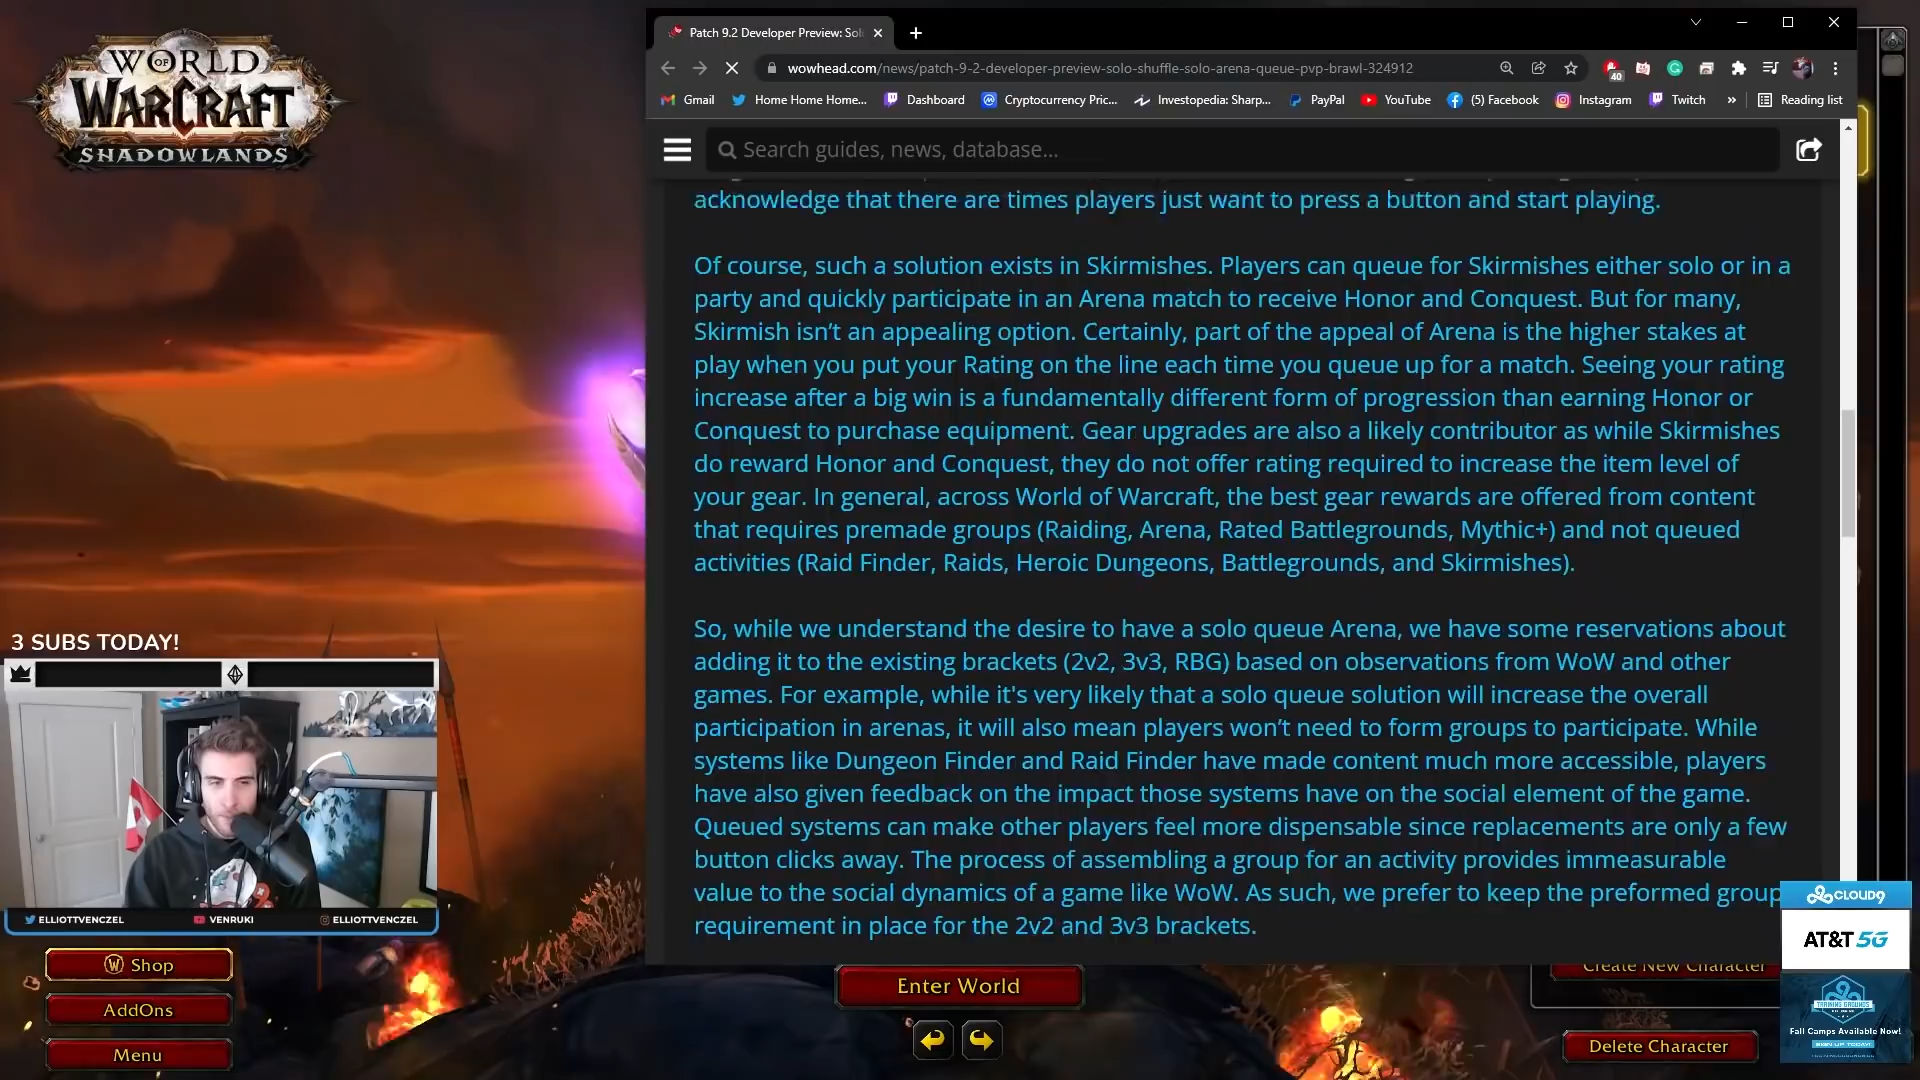 WORLD OF WARCRAFT
SHADOWLANDS
Patch 9.2 Developer Preview: Sol
wowhead.com/news/patch-9-2-developer-preview-solo-shuffle-solo-arena-queue-pvp-brawl-324912
40
Gmail
Home Home Home...
Dashboard
Cryptocurrency Pric...
Investopedia: Sharp...
PayPal
YouTube
(5) Facebook
Instagram
Twitch
»
Reading list
Search guides, news, database...
acknowledge that there are times players just want to press a button and start playing.
Of course, such a solution exists in Skirmishes. Players can queue for Skirmishes either solo or in a
party and quickly participate in an Arena match to receive Honor and Conquest. But for many,
Skirmish isn’t an appealing option. Certainly, part of the appeal of Arena is the higher stakes at
play when you put your Rating on the line each time you queue up for a match. Seeing your rating
increase after a big win is a fundamentally different form of progression than earning Honor or
Conquest to purchase equipment. Gear upgrades are also a likely contributor as while Skirmishes
do reward Honor and Conquest, they do not offer rating required to increase the item level of
your gear. In general, across World of Warcraft, the best gear rewards are offered from content
that requires premade groups (Raiding, Arena, Rated Battlegrounds, Mythic+) and not queued
activities (Raid Finder, Raids, Heroic Dungeons, Battlegrounds, and Skirmishes).
So, while we understand the desire to have a solo queue Arena, we have some reservations about
adding it to the existing brackets (2v2, 3v3, RBG) based on observations from WoW and other
games. For example, while it's very likely that a solo queue solution will increase the overall
participation in arenas, it will also mean players won’t need to form groups to participate. While
systems like Dungeon Finder and Raid Finder have made content much more accessible, players
have also given feedback on the impact those systems have on the social element of the game.
Queued systems can make other players feel more dispensable since replacements are only a few
button clicks away. The process of assembling a group for an activity provides immeasurable
value to the social dynamics of a game like WoW. As such, we prefer to keep the preformed group
requirement in place for the 2v2 and 3v3 brackets.
3 SUBS TODAY!
ELLIOTTVENCZEL
VENRUKI
ELLIOTTVENCZEL
Shop
AddOns
Menu
Enter World
Create New Character
Delete Character
CLOUD9
AT&T 5G
TRAINING GROUNDS
Fall Camps Available Now!
SIGN UP TODAY!